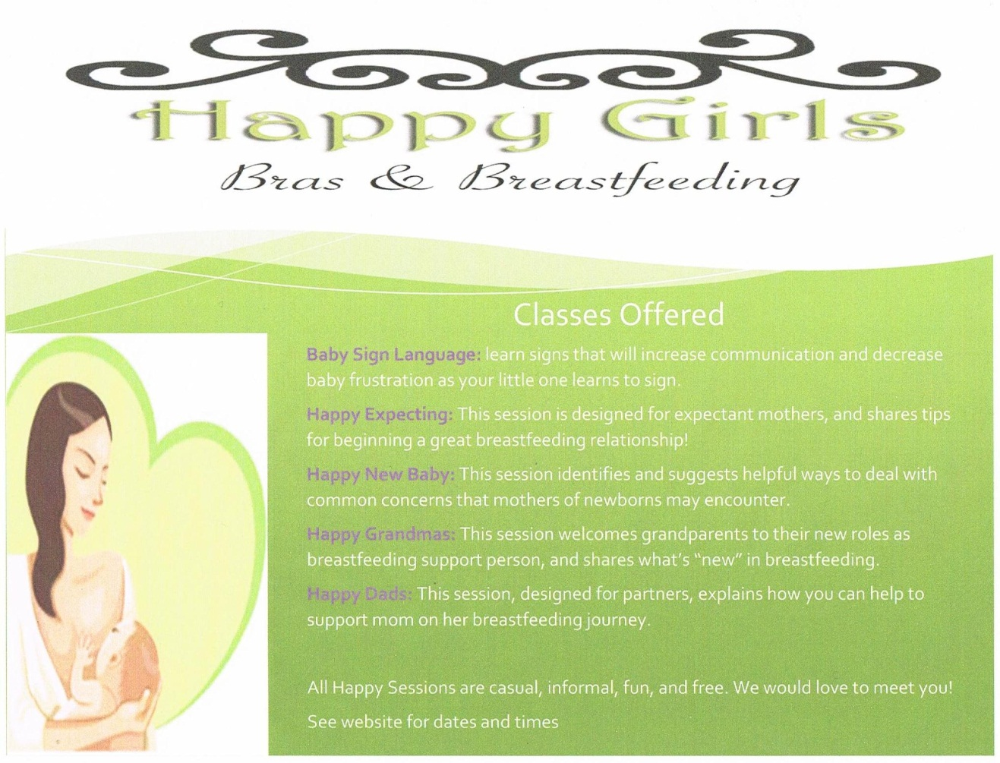 Happy Girls
Bras & Breastfeeding
Classes Offered
Baby Sign Language: learn signs that will increase communication and decrease
baby frustration as your little one learns to sign.
Happy Expecting: This session is designed for expectant mothers, and shares tips
for beginning a great breastfeeding relationship!
Happy New Baby: This session identifies and suggests helpful ways to deal with
common concerns that mothers of newborns may encounter.
Happy Grandmas: This session welcomes grandparents to their new roles as
breastfeeding support person, and shares what's “new” in breastfeeding.
Happy Dads: This session, designed for partners, explains how you can help to
support mom on her breastfeeding journey.
All Happy Sessions are casual, informal, fun, and free. We would love to meet you!
See website for dates and times